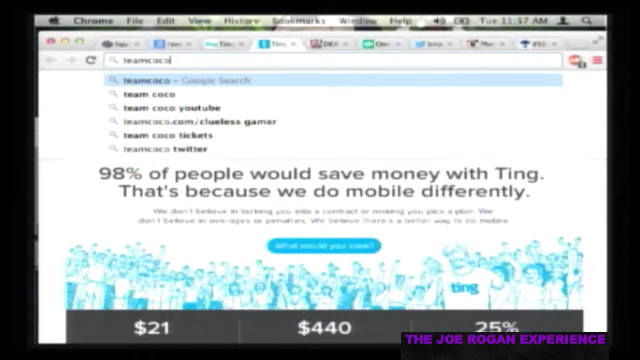 Chrome File Edit View History Bookmarks Window Help Tue 11:37 AM
teamcoco
teamcoco – Google Search
team coco
team coco youtube
teamcoco.com/clueless gamer
team coco tickets
teamcoco twitter
98% of people would save money with Ting.
That's because we do mobile differently.
We don't believe in locking you into a contract or making you pick a plan. We
don't believe in overages or penalties. We believe there's a better way to do mobile
What would you save?
ting
$21 $440 25%
THE JOE ROGAN EXPERIENCE